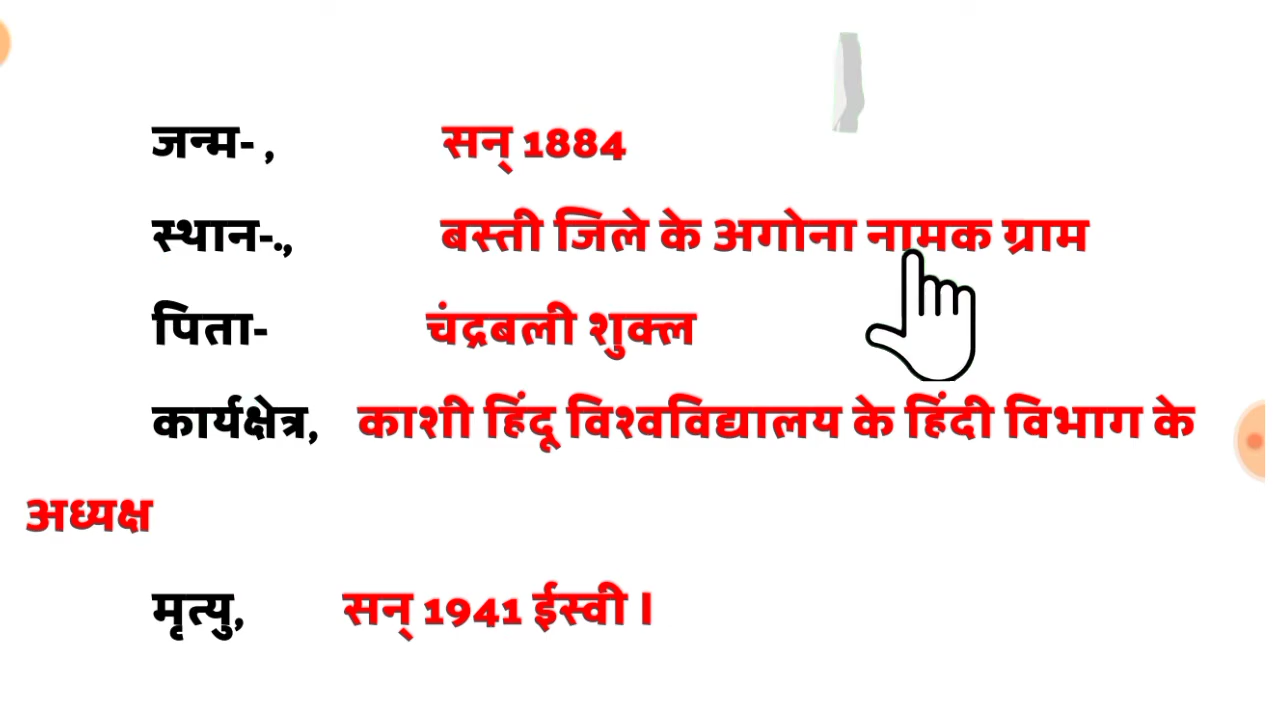 जन्म- , सन् 1884
स्थान-., बस्ती जिले के अगोना नामक ग्राम
पिता- चंद्रबली शुक्ल
कार्यक्षेत्र, काशी हिंदू विश्वविद्यालय के हिंदी विभाग के
अध्यक्ष
मृत्यु, सन् 1941 ईस्वी ।